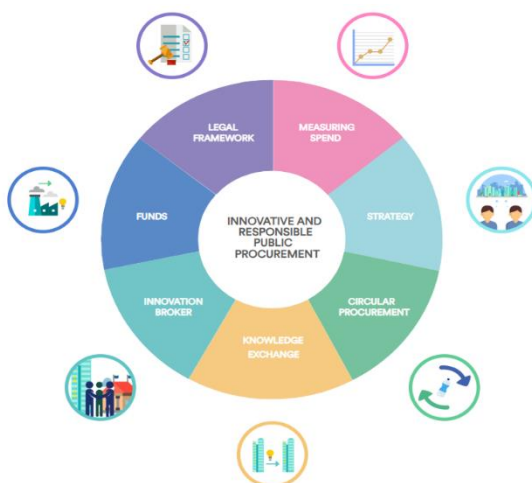 LEGAL
FRAMEWORK
MEASURING
SPEND
FUNDS
INNOVATIVE AND
RESPONSIBLE
PUBLIC
PROCUREMENT
STRATEGY
INNOVATION
BROKER
CIRCULAR
PROCUREMENT
KNOWLEDGE
EXCHANGE